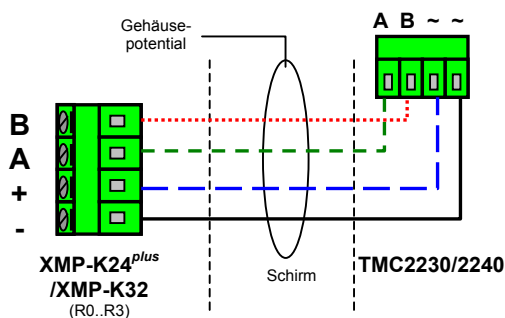 Gehäuse-
potential
A B ~ ~
B
A
+
-
XMP-K24plus
/XMP-K32
(R0..R3)
Schirm
TMC2230/2240